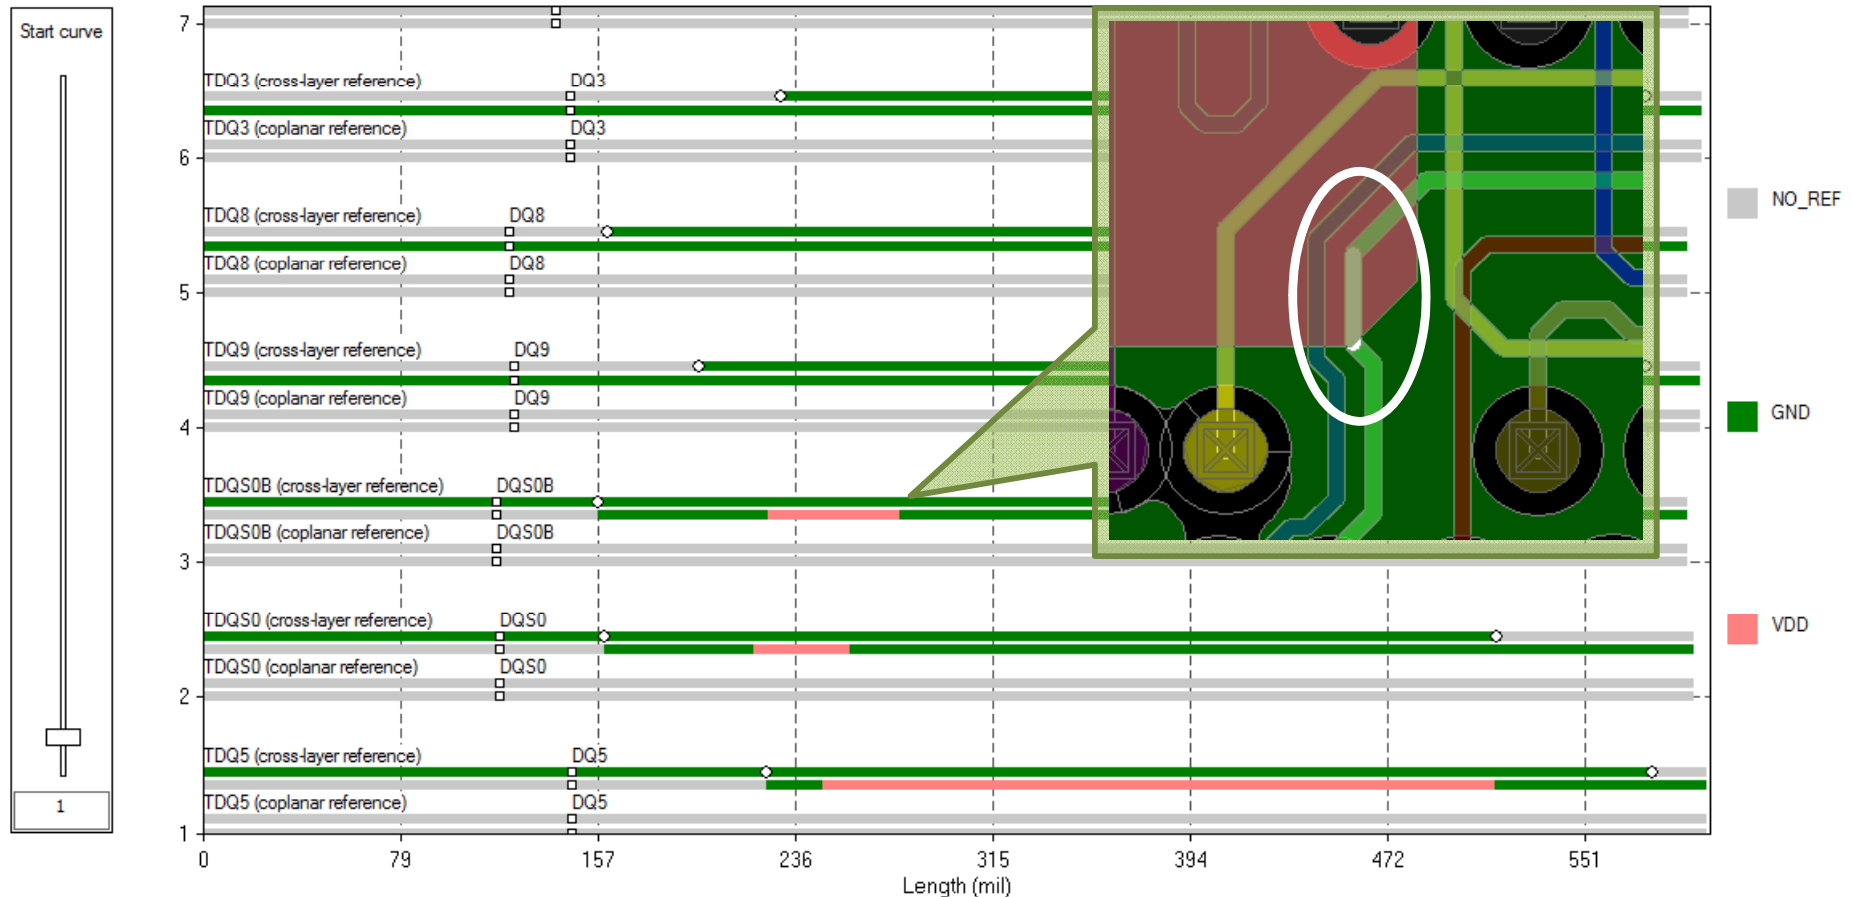 Start curve
1
7
TDQ3 (cross-layer reference) DQ3
TDQ3 (coplanar reference) DQ3
6
TDQ8 (cross-layer reference) DQ8
TDQ8 (coplanar reference) DQ8
5
TDQ9 (cross-layer reference) DQ9
TDQ9 (coplanar reference) DQ9
4
TDQS0B (cross-layer reference) DQS0B
TDQS0B (coplanar reference) DQS0B
3
TDQS0 (cross-layer reference) DQS0
TDQS0 (coplanar reference) DQS0
2
TDQ5 (cross-layer reference) DQ5
TDQ5 (coplanar reference) DQ5
1
0 79 157 236 315 394 472 551
Length (mil)
NO_REF
GND
VDD